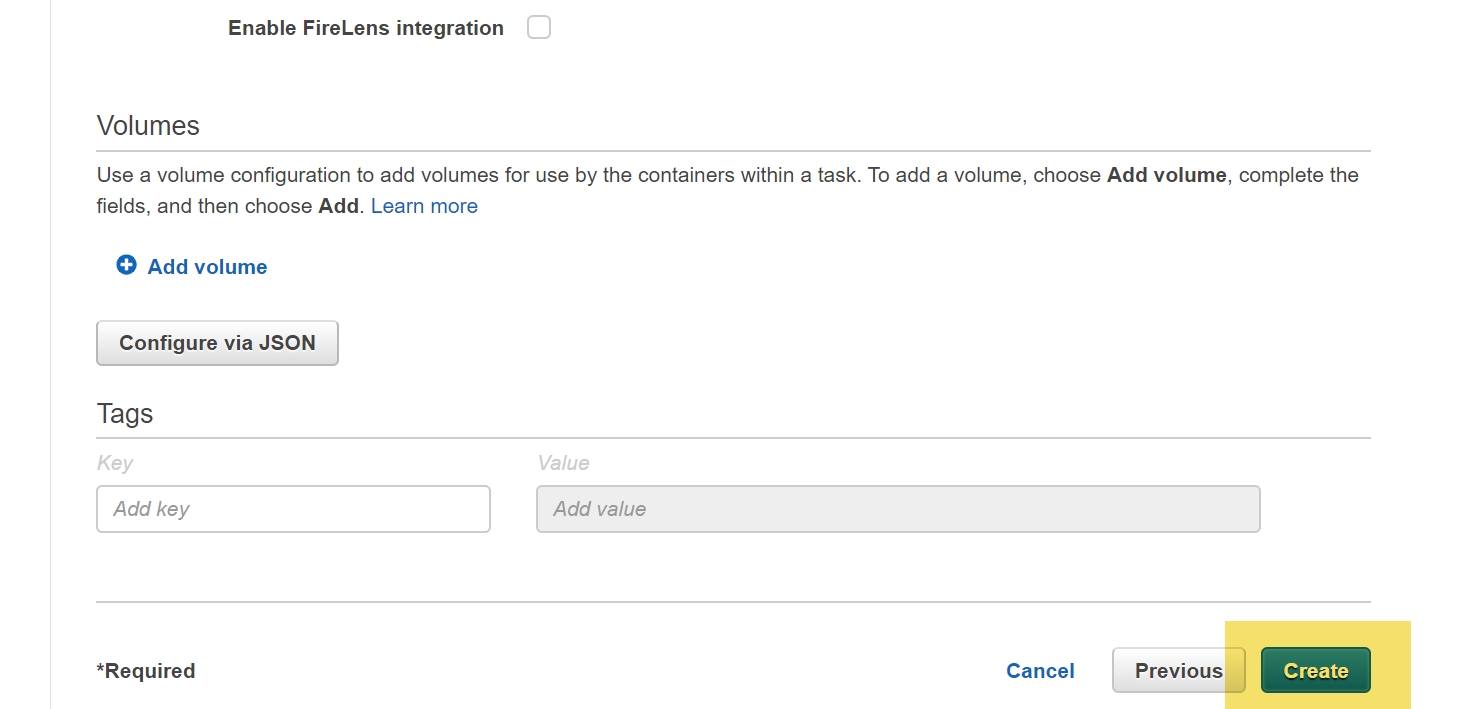 Enable FireLens integration
Volumes
Use a volume configuration to add volumes for use by the containers within a task. To add a volume, choose Add volume, complete the
fields, and then choose Add. Learn more
Add volume
Configure via JSON
Tags
Key Value
Add key Add value
*Required Cancel Previous Create